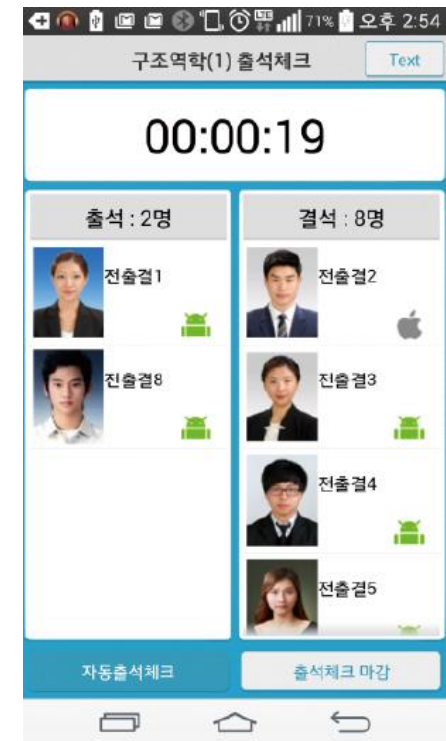 71% 오후 2:54
구조역학(1) 출석체크
Text
00:00:19
출석 : 2명
전출결1
진출결8
결석 : 8명
전출결2
진출결3
전출결4
전출결5
자동출석체크
출석체크 마감